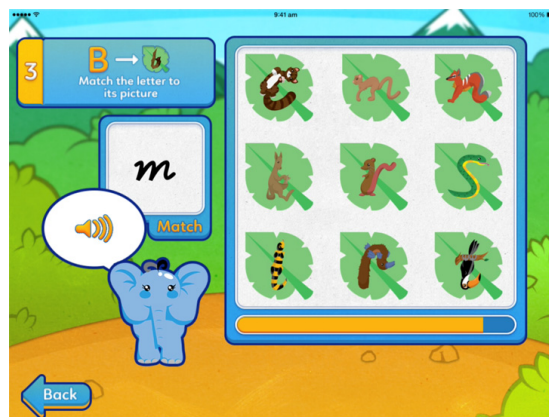 9:41 am
100%
3
B
Match the letter to
its picture
m
Match
Back